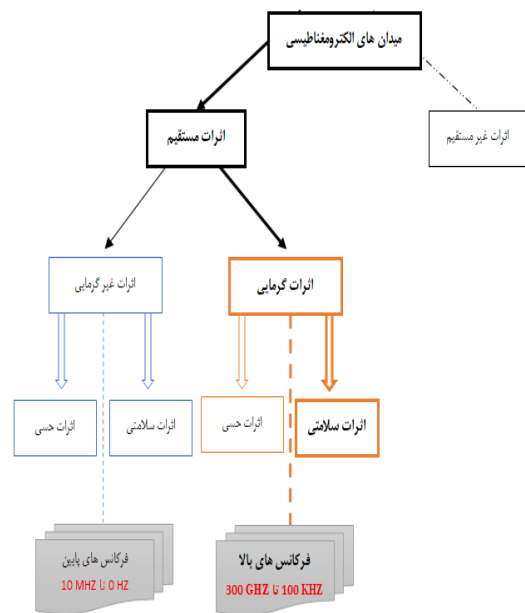 میدان های الکترومغناطیسی
اثرات مستقیم
اثرات غیر مستقیم
اثرات گرمایی
اثرات غیر گرمایی
اثرات سلامتی
اثرات حسی
اثرات سلامتی
اثرات حسی
فرکانس های بالا
300 GHZ تا 100 KHZ
فرکانس های پایین
10 MHZ تا 0 HZ